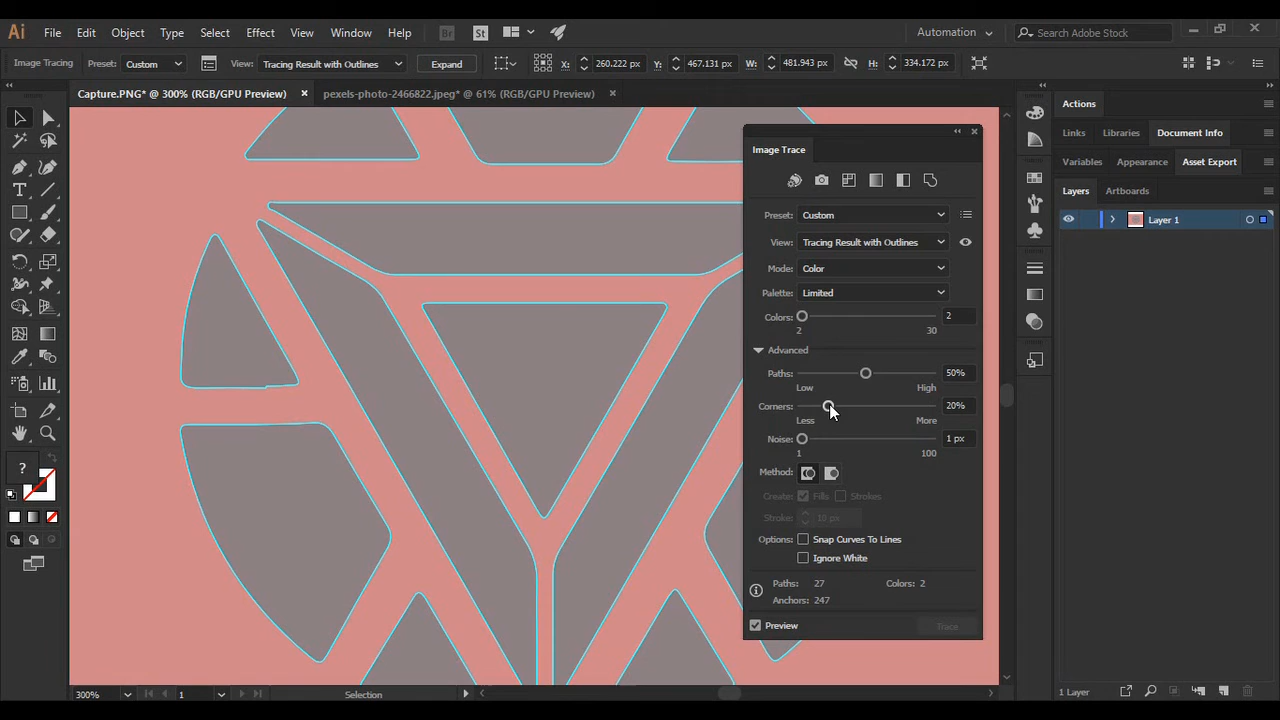 Ai File Edit Object Type Select Effect View Window Help Br St Automation Search Adobe Stock
Image Tracing Preset: Custom View: Tracing Result with Outlines Expand X: 260.222 px Y: 467.131 px W: 481.943 px H: 334.172 px
Capture.PNG* @ 300% (RGB/GPU Preview) × pexels-photo-2466822.jpeg* @ 61% (RGB/GPU Preview) ×
Actions
Links Libraries Document Info
Variables Appearance Asset Export
Layers Artboards
Layer 1
Image Trace
Preset: Custom
View: Tracing Result with Outlines
Mode: Color
Palette: Limited
Colors: 2
2 30
Advanced
Paths: 50%
Low High
Corners: 20%
Less More
Noise: 1 px
1 100
Method:
Create: Fills Strokes
Stroke: 10 px
Options: Snap Curves To Lines
Ignore White
Paths: 27 Colors: 2
Anchors: 247
Preview Trace
?
300% 1 Selection
1 Layer